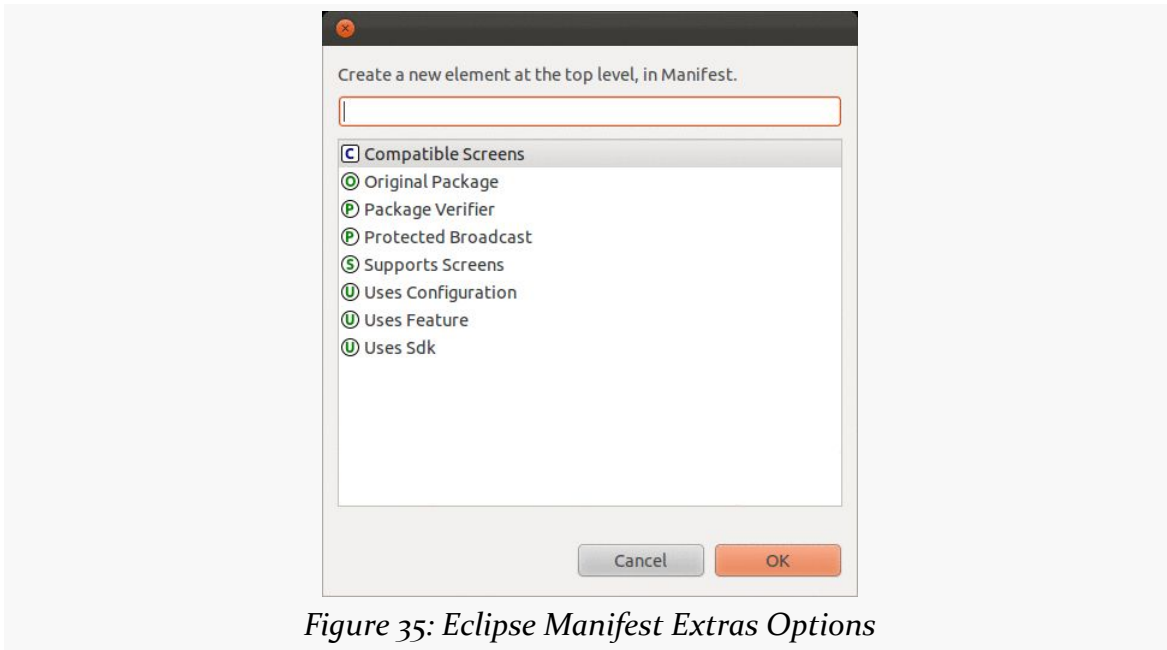 Create a new element at the top level, in Manifest.
C Compatible Screens
O Original Package
P Package Verifier
P Protected Broadcast
S Supports Screens
U Uses Configuration
U Uses Feature
U Uses Sdk
Cancel OK
Figure 35: Eclipse Manifest Extras Options